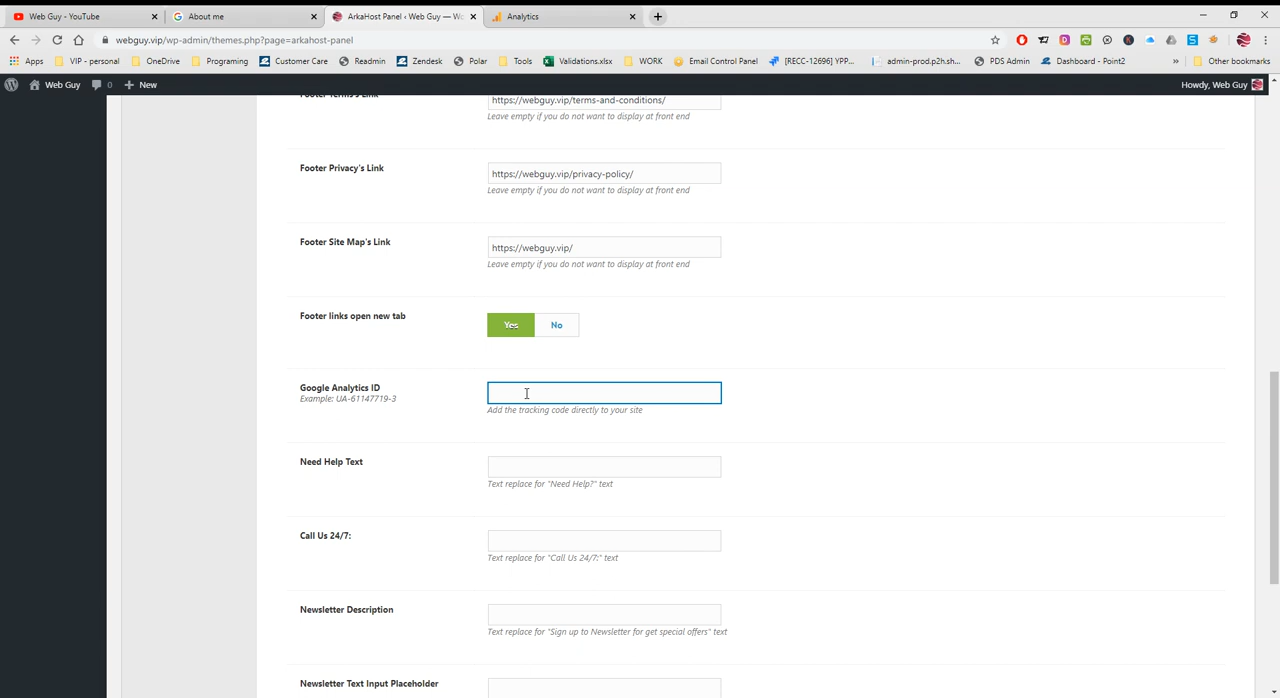 Web Guy - YouTube
About me
ArkaHost Panel ‹ Web Guy — Wo
Analytics
webguy.vip/wp-admin/themes.php?page=arkahost-panel
Apps
VIP - personal
OneDrive
Programing
Customer Care
Readmin
Zendesk
Polar
Tools
Validations.xlsx
WORK
Email Control Panel
[RECC-12696] YPP...
admin-prod.p2h.sh...
PDS Admin
Dashboard - Point2
»
Other bookmarks
Web Guy
0
New
Howdy, Web Guy
Footer Terms's Link
https://webguy.vip/terms-and-conditions/
Leave empty if you do not want to display at front end
Footer Privacy's Link
https://webguy.vip/privacy-policy/
Leave empty if you do not want to display at front end
Footer Site Map's Link
https://webguy.vip/
Leave empty if you do not want to display at front end
Footer links open new tab
Yes
No
Google Analytics ID
Example: UA-61147719-3
Add the tracking code directly to your site
Need Help Text
Text replace for "Need Help?" text
Call Us 24/7:
Text replace for "Call Us 24/7:" text
Newsletter Description
Text replace for "Sign up to Newsletter for get special offers" text
Newsletter Text Input Placeholder